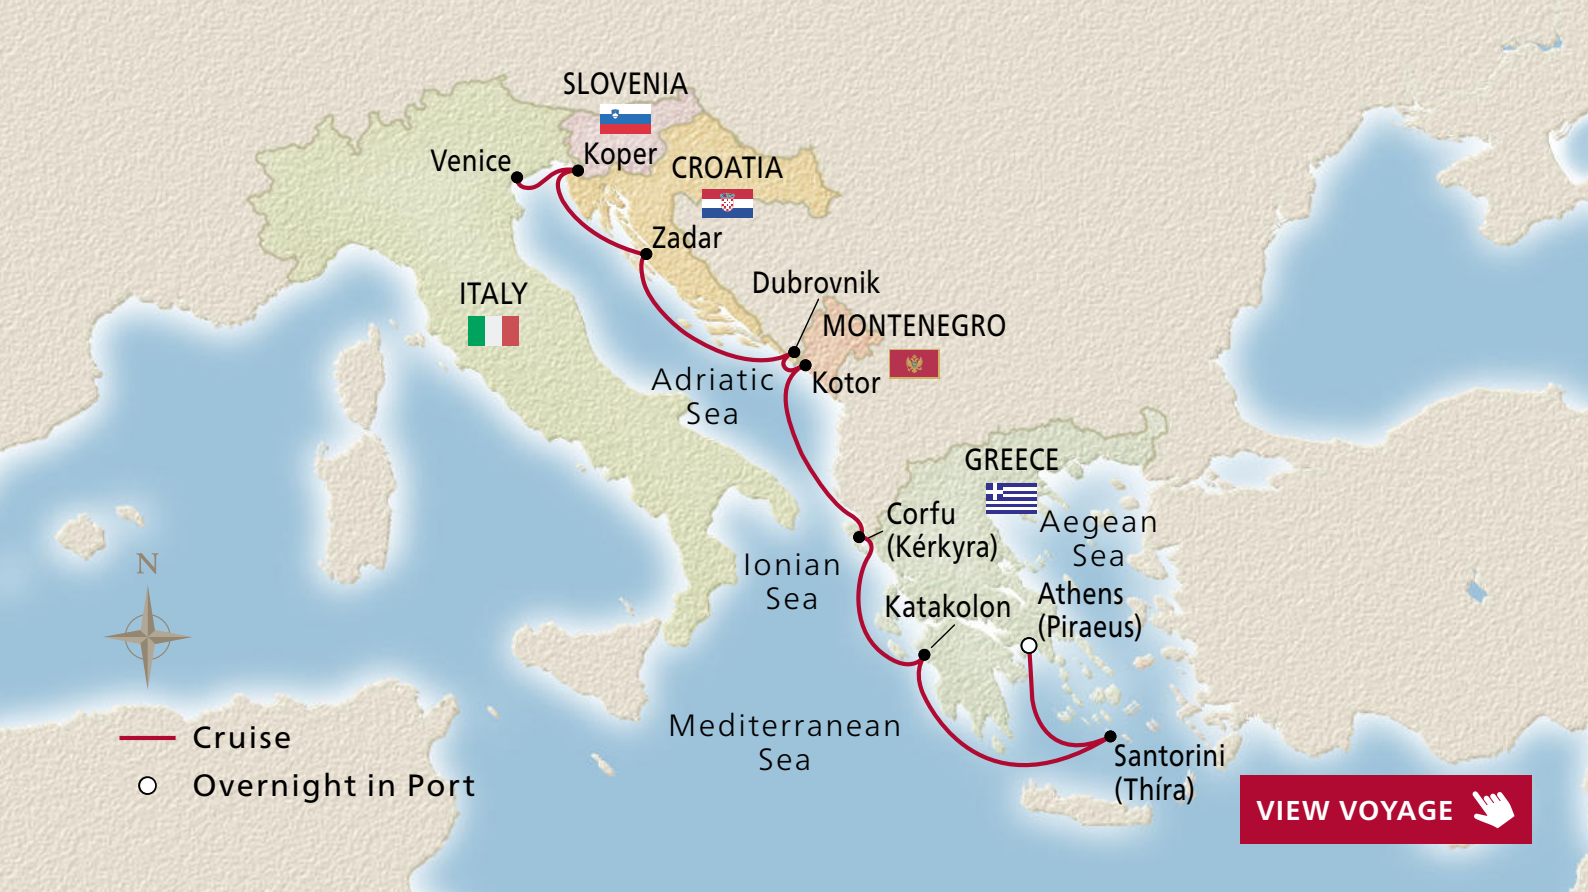 SLOVENIA
Koper
Venice
CROATIA
Zadar
Dubrovnik
ITALY
MONTENEGRO
Kotor
Adriatic
Sea
GREECE
Corfu
(Kérkyra)
Aegean
Sea
Ionian
Sea
Katakolon
Athens
(Piraeus)
N
Mediterranean
Sea
Santorini
(Thíra)
Cruise
Overnight in Port
VIEW VOYAGE